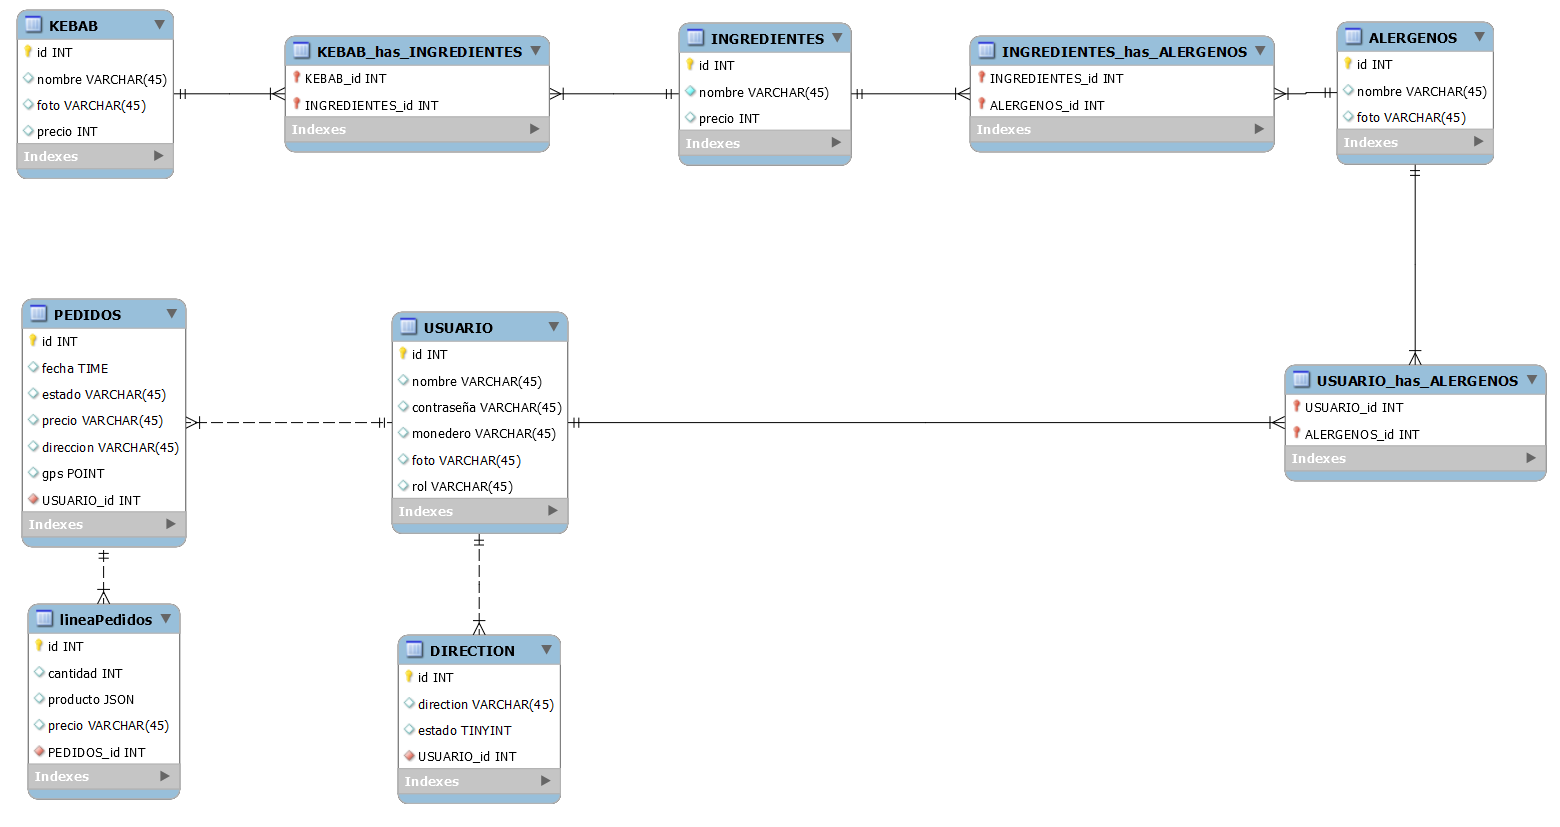 KEBAB
id INT
nombre VARCHAR(45)
foto VARCHAR(45)
precio INT
Indexes
KEBAB_has_INGREDIENTES
KEBAB_id INT
INGREDIENTES_id INT
Indexes
INGREDIENTES
id INT
nombre VARCHAR(45)
precio INT
Indexes
INGREDIENTES_has_ALERGENOS
INGREDIENTES_id INT
ALERGENOS_id INT
Indexes
ALERGENOS
id INT
nombre VARCHAR(45)
foto VARCHAR(45)
Indexes
PEDIDOS
id INT
fecha TIME
estado VARCHAR(45)
precio VARCHAR(45)
direccion VARCHAR(45)
gps POINT
USUARIO_id INT
Indexes
USUARIO
id INT
nombre VARCHAR(45)
contraseña VARCHAR(45)
monedero VARCHAR(45)
foto VARCHAR(45)
rol VARCHAR(45)
Indexes
USUARIO_has_ALERGENOS
USUARIO_id INT
ALERGENOS_id INT
Indexes
lineaPedidos
id INT
cantidad INT
producto JSON
precio VARCHAR(45)
PEDIDOS_id INT
Indexes
DIRECTION
id INT
direction VARCHAR(45)
estado TINYINT
USUARIO_id INT
Indexes